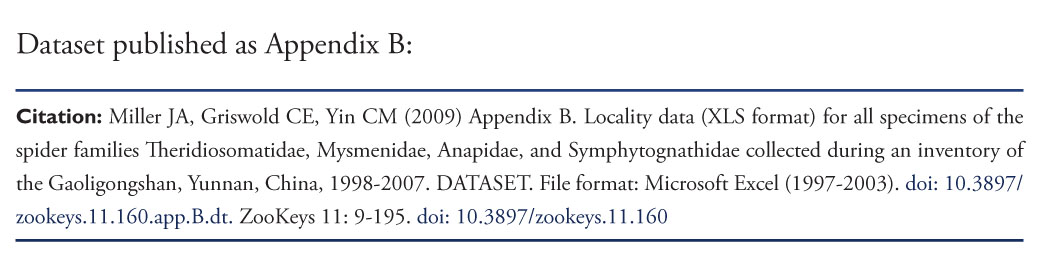 Dataset published as Appendix B:
Citation: Miller JA, Griswold CE, Yin CM (2009) Appendix B. Locality data (XLS format) for all specimens of the
spider families Theridiosomatidae, Mysmenidae, Anapidae, and Symphytognathidae collected during an inventory of
the Gaoligongshan, Yunnan, China, 1998-2007. DATASET. File format: Microsoft Excel (1997-2003). doi: 10.3897/
zookeys.11.160.app.B.dt. ZooKeys 11: 9-195. doi: 10.3897/zookeys.11.160